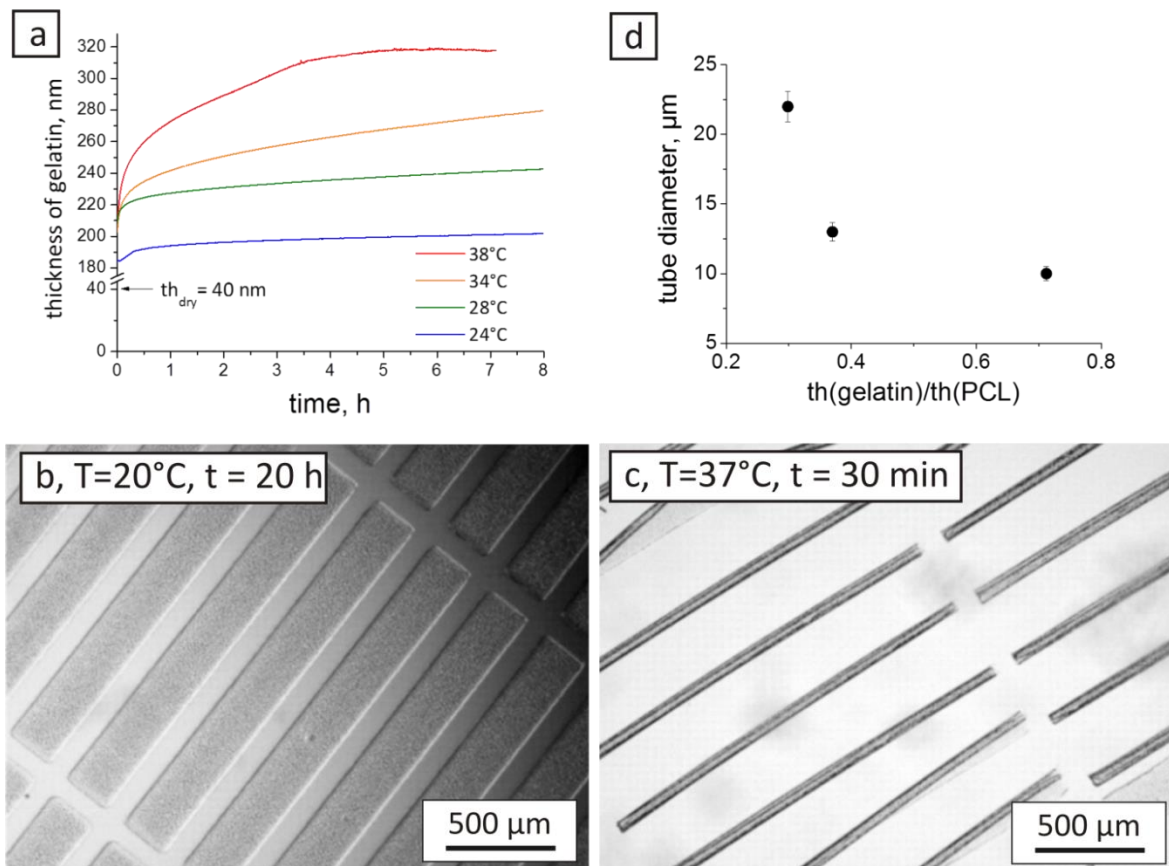 a
thickness of gelatin, nm
320
300
280
260
240
220
200
180
40
0
th_dry = 40 nm
38°C
34°C
28°C
24°C
0 1 2 3 4 5 6 7 8
time, h
d
tube diameter, µm
25
20
15
10
5
0.2 0.4 0.6 0.8
th(gelatin)/th(PCL)
b, T=20°C, t = 20 h
500 µm
c, T=37°C, t = 30 min
500 µm